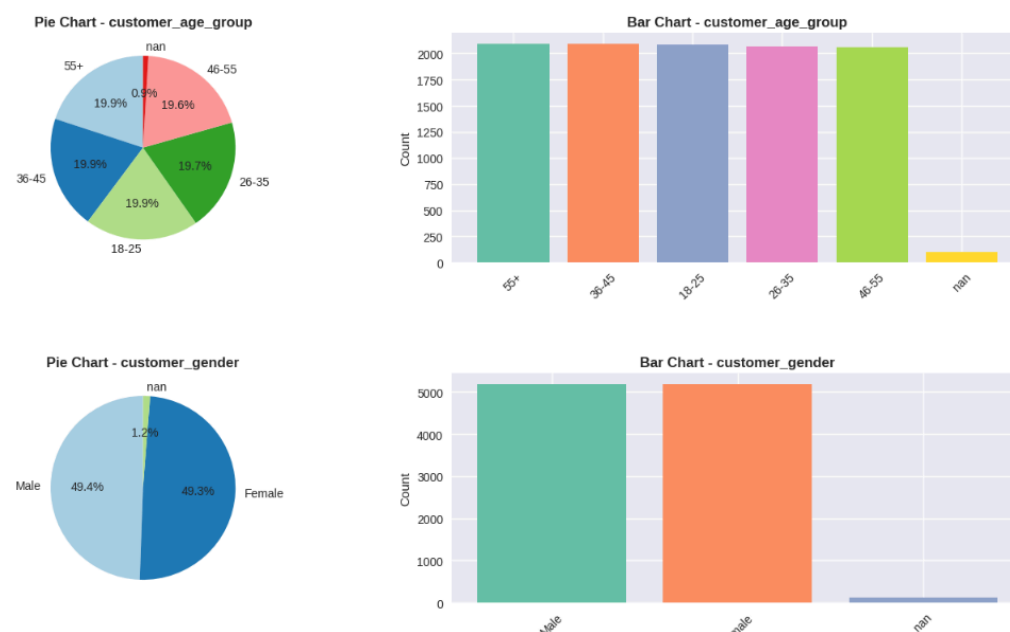 Pie Chart - customer_age_group
nan
55+
46-55
0.9%
19.9%
19.6%
19.9%
19.7%
36-45
26-35
19.9%
18-25
Bar Chart - customer_age_group
2000
1750
1500
1250
1000
750
500
250
0
Count
55+
36-45
18-25
26-35
46-55
nan
Pie Chart - customer_gender
nan
1.2%
Male
49.4%
49.3%
Female
Bar Chart - customer_gender
5000
4000
3000
2000
1000
0
Count
Male
nan